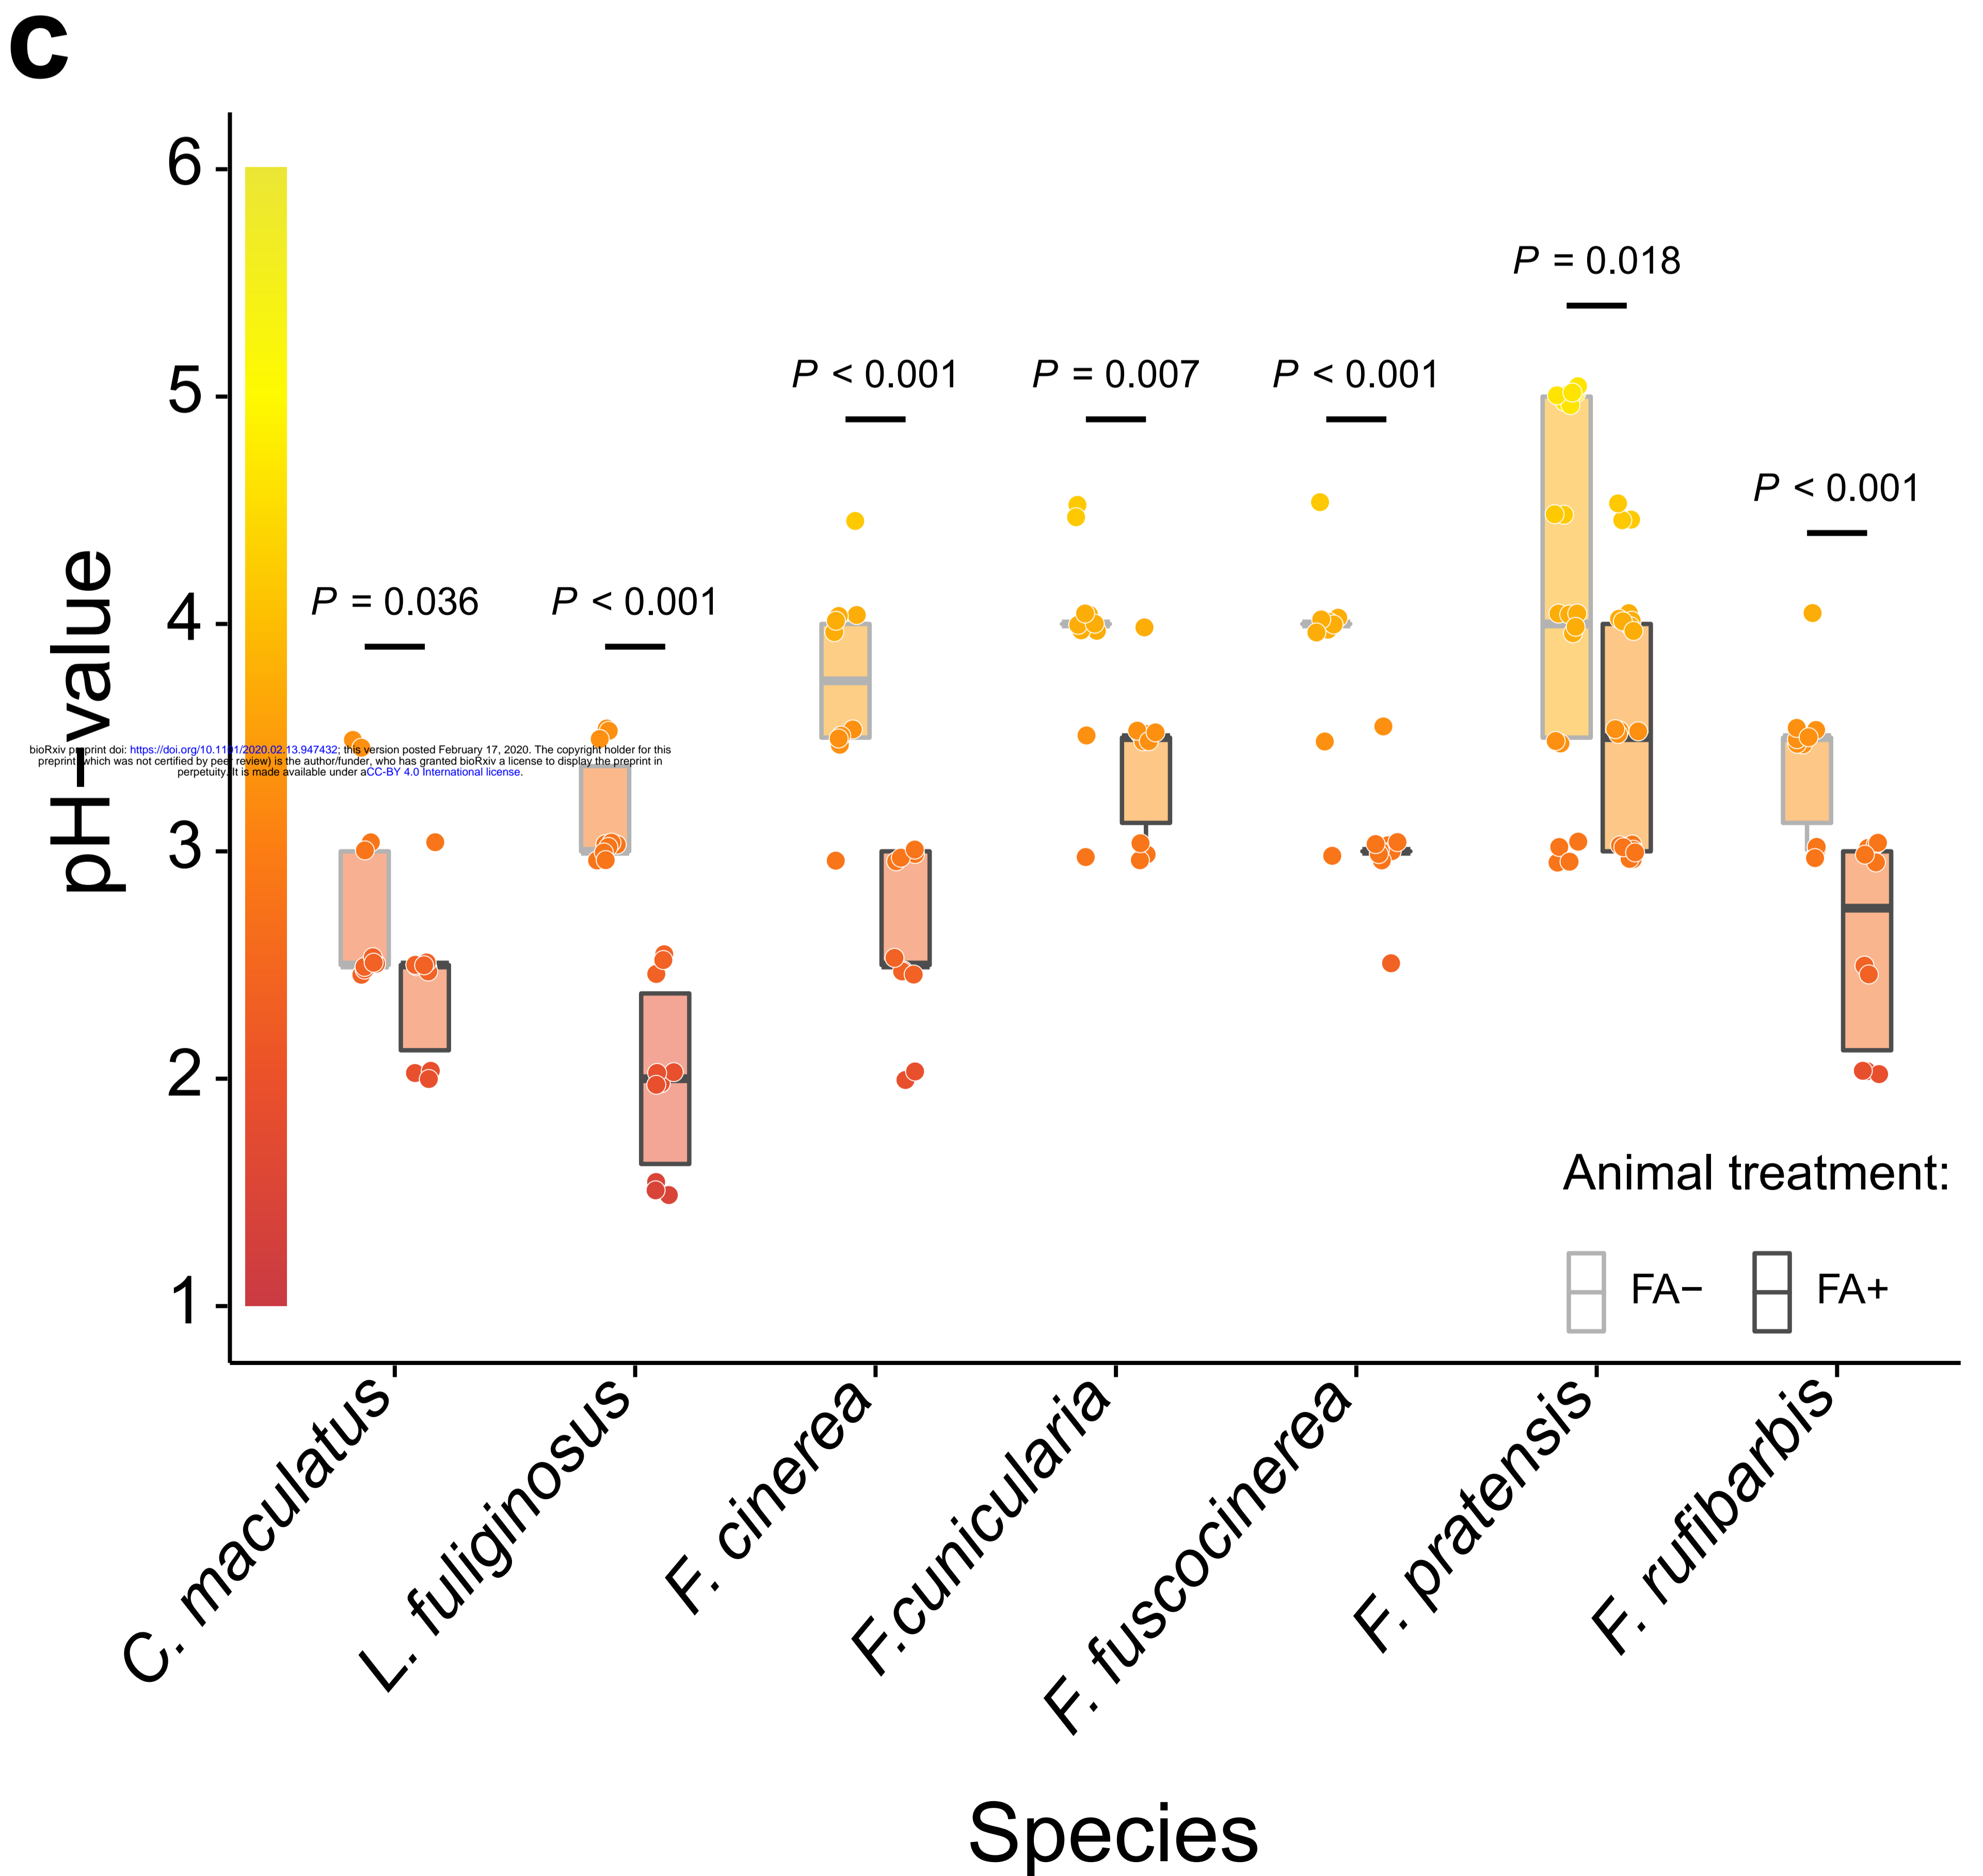 c
6
5
4
3
2
1
pH−value
P = 0.036
P < 0.001
P < 0.001
P = 0.007
P < 0.001
P = 0.018
P < 0.001
bioRxiv preprint doi: https://doi.org/10.1101/2020.02.13.947432; this version posted February 17, 2020. The copyright holder for this
preprint (which was not certified by peer review) is the author/funder, who has granted bioRxiv a license to display the preprint in
perpetuity. It is made available under aCC-BY 4.0 International license.
Animal treatment:
FA− FA+
C. maculatus
L. fulliginosus
F. cinerea
F.cunicularia
F. fuscocinerea
F. pratensis
F. rufibarbis
Species